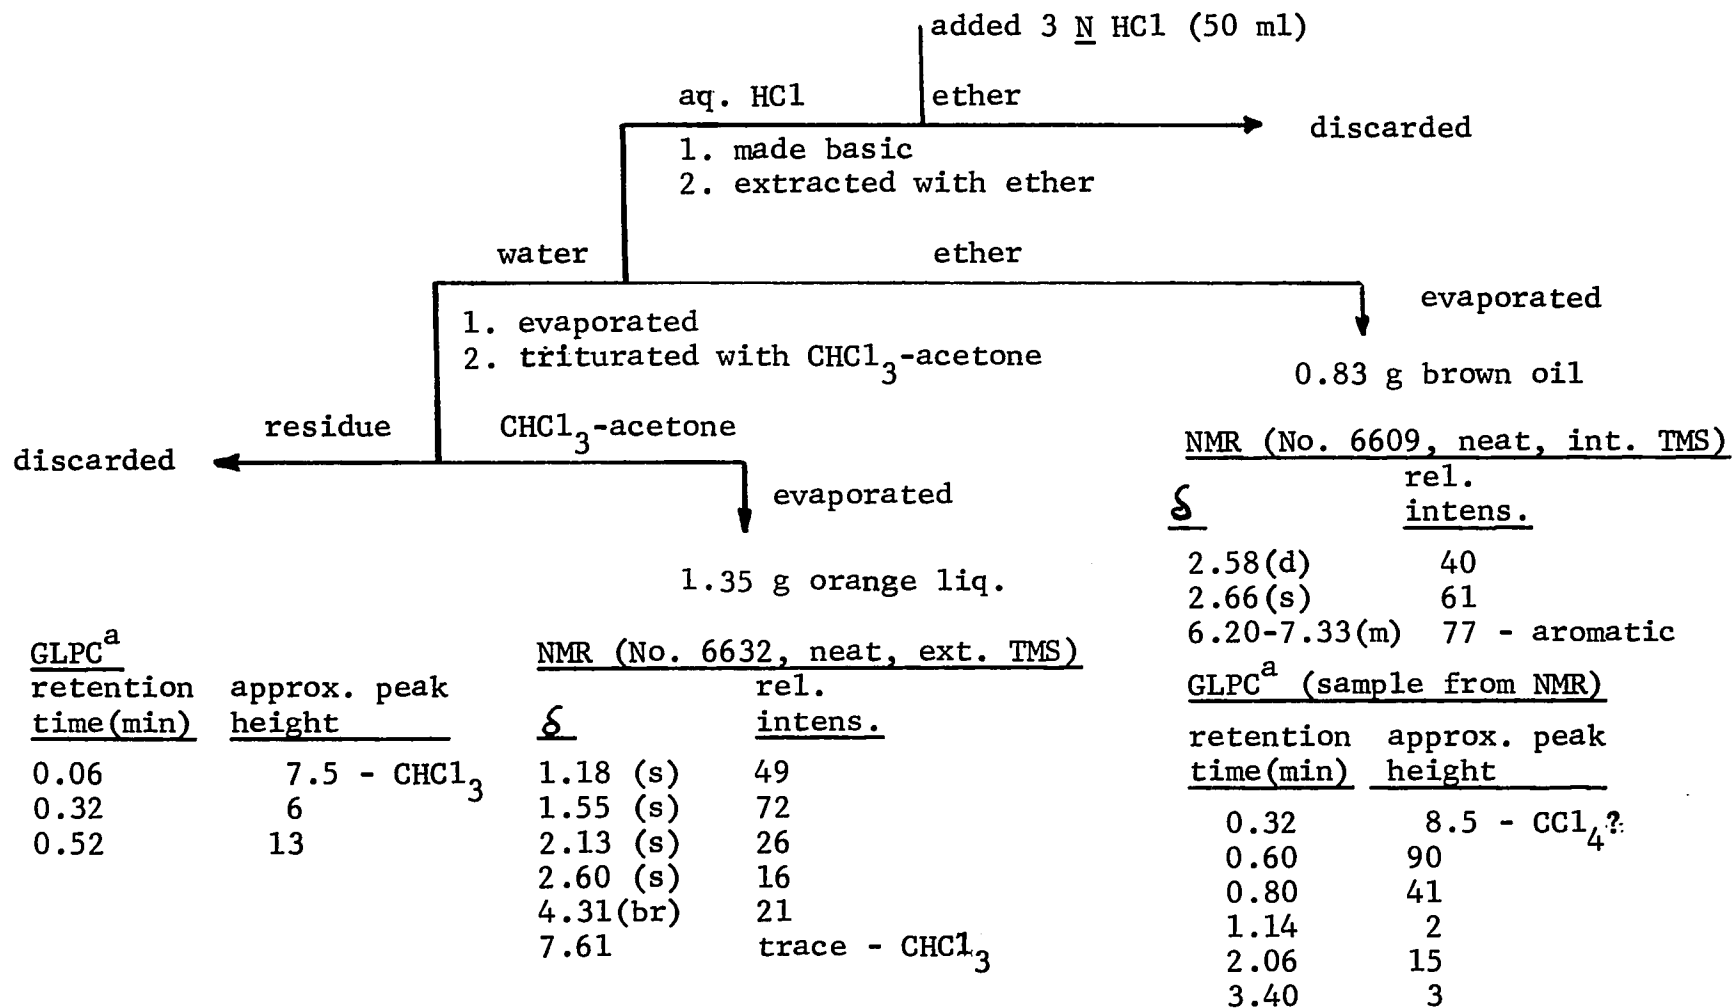 added 3 N HCl (50 ml)
aq. HCl
ether
discarded
1. made basic
2. extracted with ether
water
ether
evaporated
1. evaporated
2. triturated with CHCl3-acetone
0.83 g brown oil
residue
CHCl3-acetone
discarded
evaporated
1.35 g orange liq.
NMR (No. 6609, neat, int. TMS)
rel.
δ intens.
2.58(d) 40
2.66(s) 61
6.20-7.33(m) 77 - aromatic
GLPCa (sample from NMR)
retention approx. peak
time(min) height
0.32 8.5 - CCl4?
0.60 90
0.80 41
1.14 2
2.06 15
3.40 3
GLPCa
retention approx. peak
time(min) height
0.06 7.5 - CHCl3
0.32 6
0.52 13
NMR (No. 6632, neat, ext. TMS)
rel.
δ intens.
1.18 (s) 49
1.55 (s) 72
2.13 (s) 26
2.60 (s) 16
4.31(br) 21
7.61 trace - CHCl3